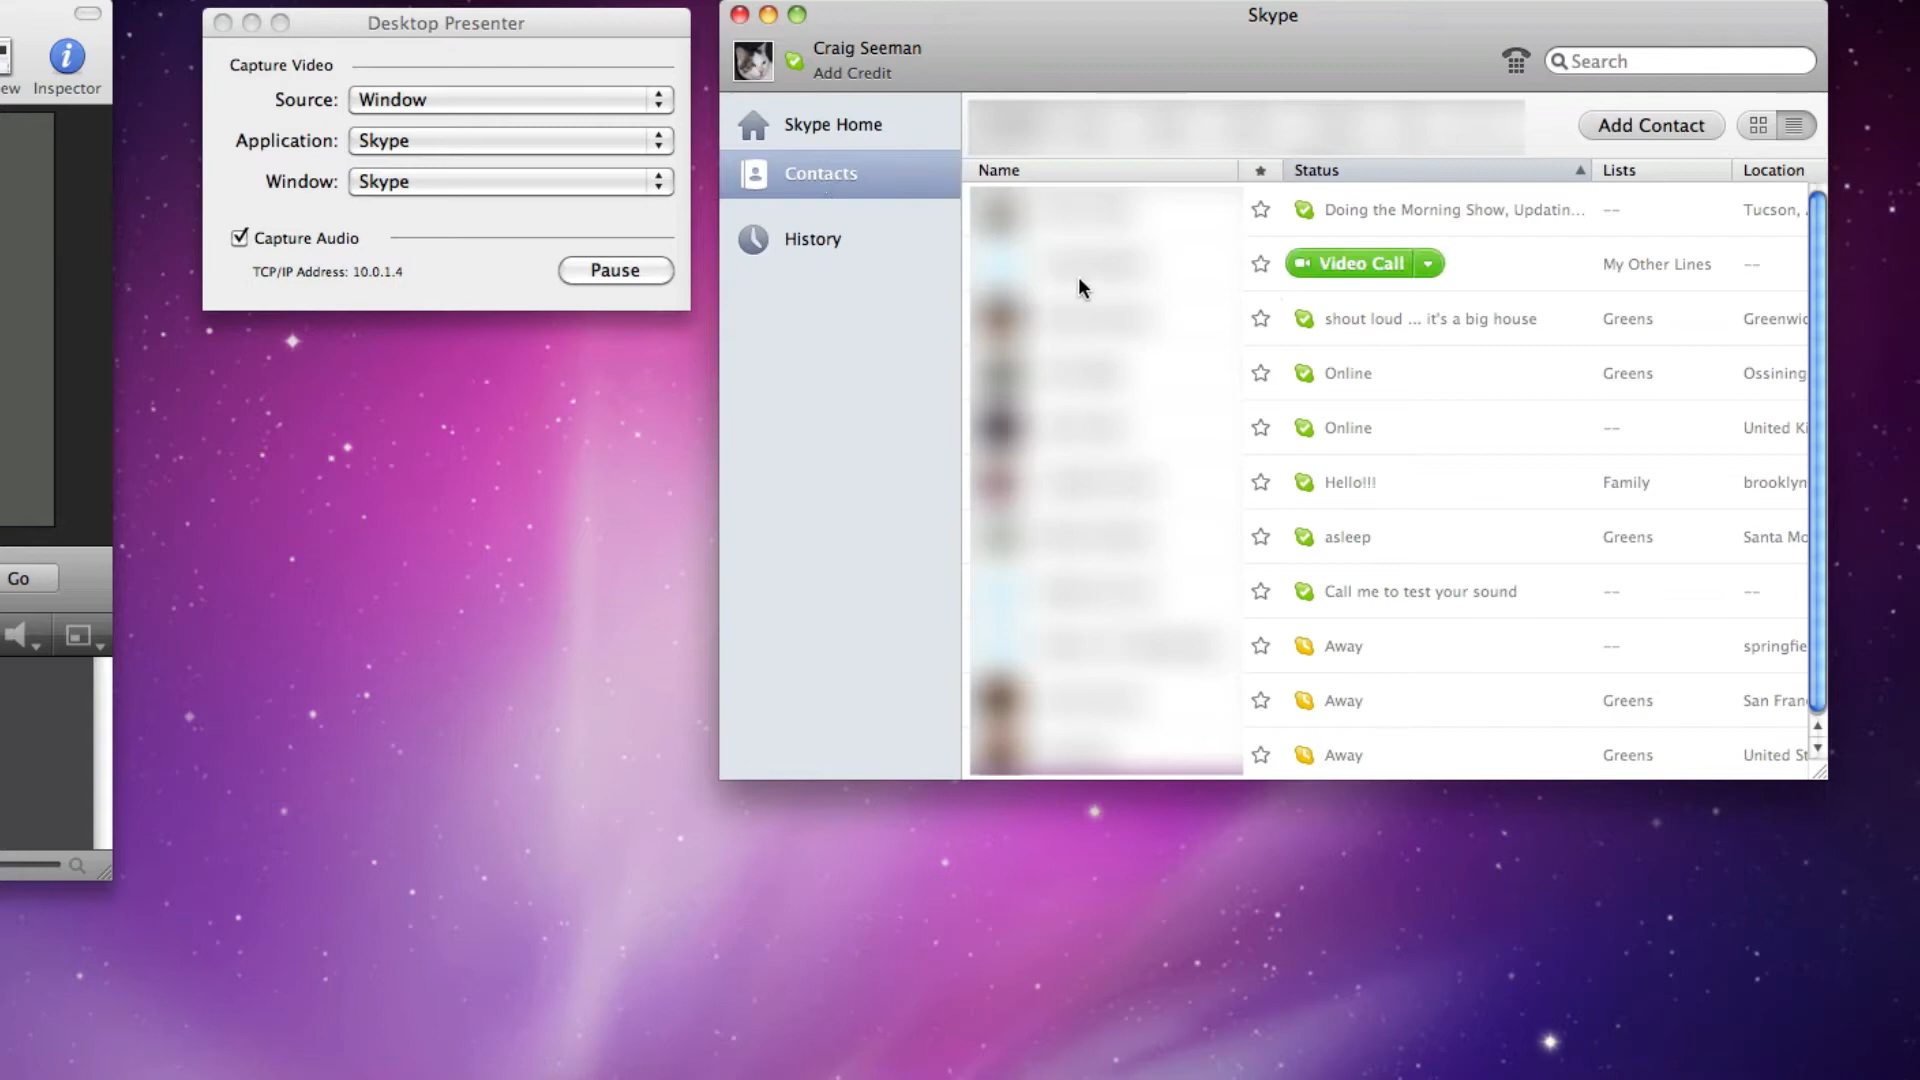 ew
Inspector
Go
Desktop Presenter
Capture Video
Source: Window
Application: Skype
Window: Skype
Capture Audio
TCP/IP Address: 10.0.1.4
Pause
Skype
Craig Seeman
Add Credit
Search
Skype Home
Contacts
History
Add Contact
Name Status Lists Location
Doing the Morning Show, Updatin... -- Tucson,
Video Call My Other Lines --
shout loud ... it's a big house Greens Greenwic
Online Greens Ossining
Online -- United Ki
Hello!!! Family brooklyn
asleep Greens Santa Mo
Call me to test your sound -- --
Away -- springfie
Away Greens San Fran
Away Greens United St